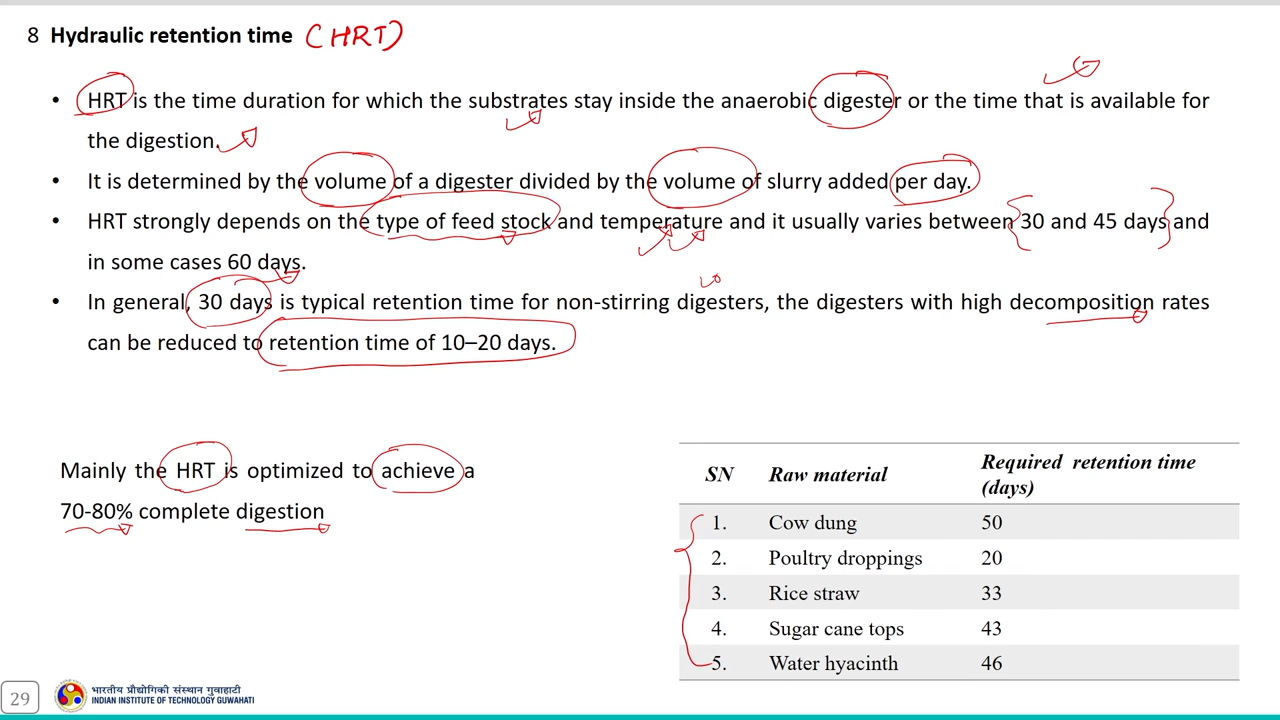 8 Hydraulic retention time (HRT)
• HRT is the time duration for which the substrates stay inside the anaerobic digester or the time that is available for
the digestion.
• It is determined by the volume of a digester divided by the volume of slurry added per day.
• HRT strongly depends on the type of feed stock and temperature and it usually varies between 30 and 45 days and
in some cases 60 days.
• In general, 30 days is typical retention time for non-stirring digesters, the digesters with high decomposition rates
can be reduced to retention time of 10–20 days.
Mainly the HRT is optimized to achieve a
70-80% complete digestion
SN Raw material Required retention time
(days)
1. Cow dung 50
2. Poultry droppings 20
3. Rice straw 33
4. Sugar cane tops 43
5. Water hyacinth 46
29
भारतीय प्रौद्योगिकी संस्थान गुवाहाटी
INDIAN INSTITUTE OF TECHNOLOGY GUWAHATI